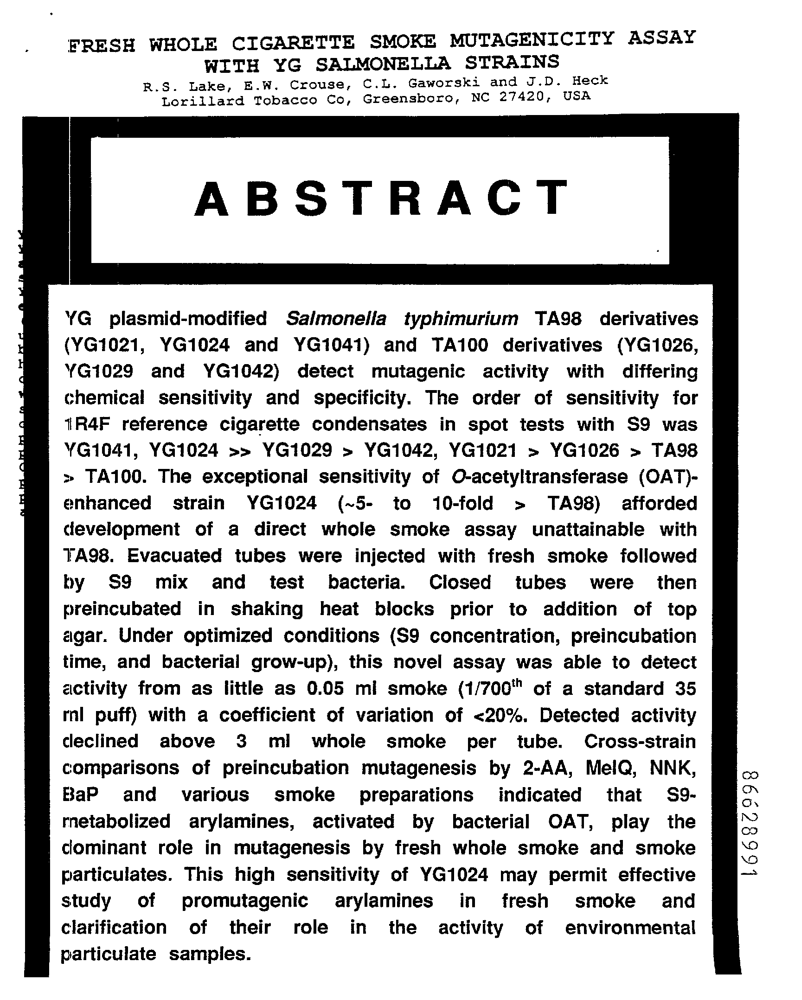 FRESH WHOLE CIGARETTE SMOKE MUTAGENICITY ASSAY
WITH YG SALMONELLA STRAINS
R.S. Lake, E.W. Crouse, C.L. Gaworski and J.D. Heck
Lorillard Tobacco Co, Greensboro, NC 27420, USA
ABSTRACT
YG plasmid-modified Salmonella typhimurium TA98 derivatives
(YG1021, YG1024 and YG1041) and TA100 derivatives (YG1026,
YG1029 and YG1042) detect mutagenic activity with differing
chemical sensitivity and specificity. The order of sensitivity for
1R4F reference cigarette condensates in spot tests with S9 was
YG1041, YG1024 >> YG1029 > YG1042, YG1021 > YG1026 > TA98
> TA100. The exceptional sensitivity of O-acetyltransferase (OAT)-
enhanced strain YG1024 (~5- to 10-fold > TA98) afforded
development of a direct whole smoke assay unattainable with
TA98. Evacuated tubes were injected with fresh smoke followed
by S9 mix and test bacteria. Closed tubes were then
preincubated in shaking heat blocks prior to addition of top
agar. Under optimized conditions (S9 concentration, preincubation
time, and bacterial grow-up), this novel assay was able to detect
activity from as little as 0.05 ml smoke (1/700th of a standard 35
ml puff) with a coefficient of variation of <20%. Detected activity
declined above 3 ml whole smoke per tube. Cross-strain
comparisons of preincubation mutagenesis by 2-AA, MeIQ, NNK,
BaP and various smoke preparations indicated that S9-
metabolized arylamines, activated by bacterial OAT, play the
dominant role in mutagenesis by fresh whole smoke and smoke
particulates. This high sensitivity of YG1024 may permit effective
study of promutagenic arylamines in fresh smoke and
clarification of their role in the activity of environmental
particulate samples.
86628991